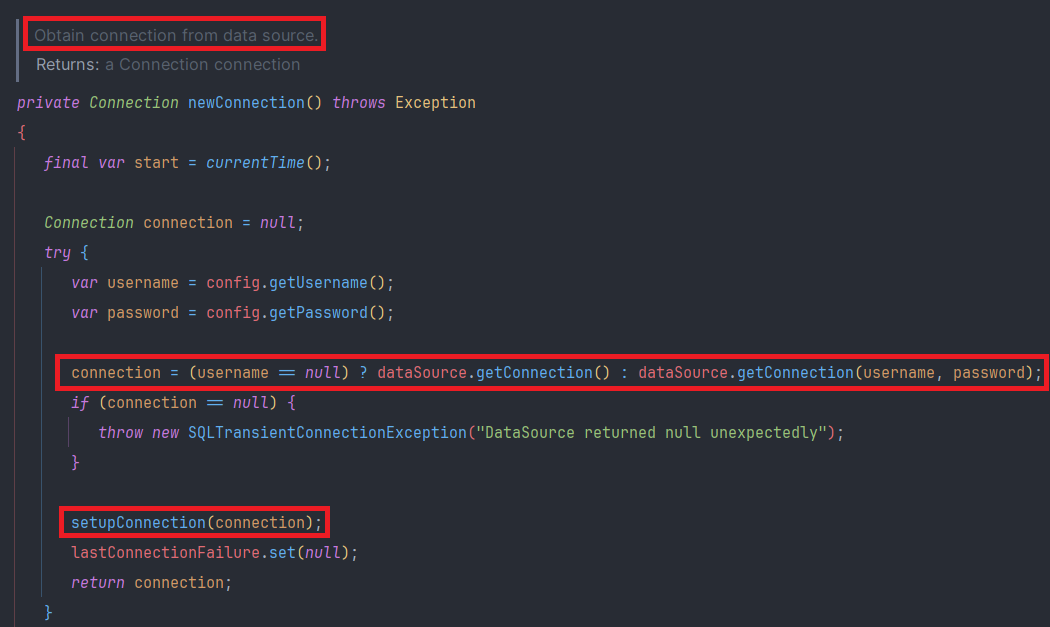 Obtain connection from data source.
Returns: a Connection connection
private Connection newConnection() throws Exception
{
final var start = currentTime();
Connection connection = null;
try {
var username = config.getUsername();
var password = config.getPassword();
connection = (username == null) ? dataSource.getConnection() : dataSource.getConnection(username, password);
if (connection == null) {
throw new SQLTransientConnectionException("DataSource returned null unexpectedly");
}
setupConnection(connection);
lastConnectionFailure.set(null);
return connection;
}